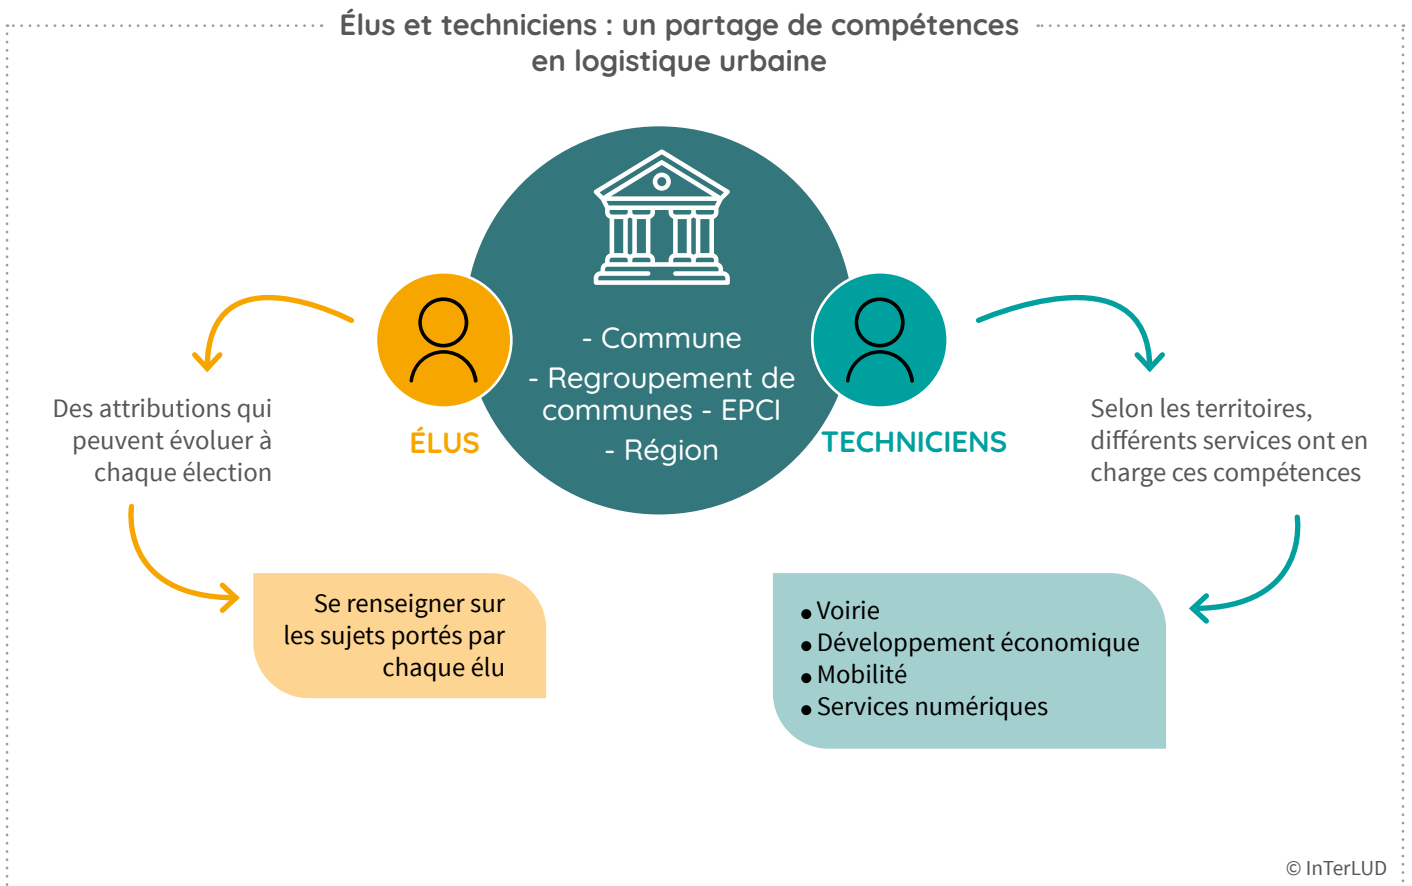 Élus et techniciens : un partage de compétences
en logistique urbaine
- Commune
- Regroupement de
communes - EPCI
- Région
ÉLUS
TECHNICIENS
Des attributions qui
peuvent évoluer à
chaque élection
Selon les territoires,
différents services ont en
charge ces compétences
Se renseigner sur
les sujets portés par
chaque élu
● Voirie
● Développement économique
● Mobilité
● Services numériques
© InTerLUD